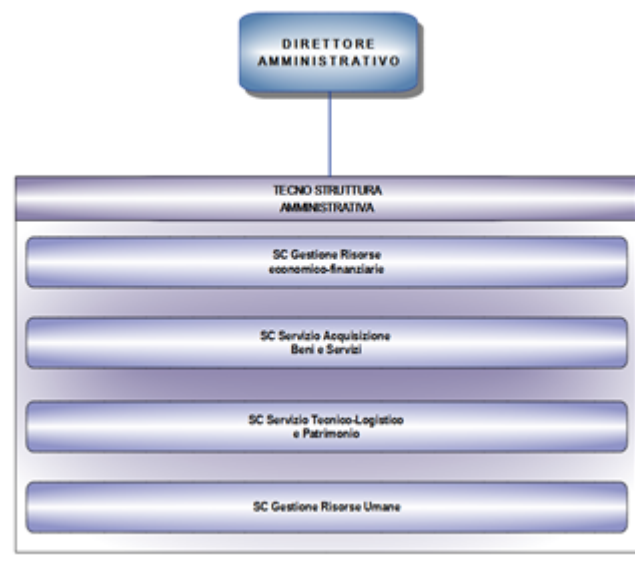 DIRETTORE
AMMINISTRATIVO
TECNO STRUTTURA
AMMINISTRATIVA
SC Gestione Risorse
economico-finanziarie
SC Servizio Acquisizione
Beni e Servizi
SC Servizio Tecnico-Logistico
e Patrimonio
SC Gestione Risorse Umane